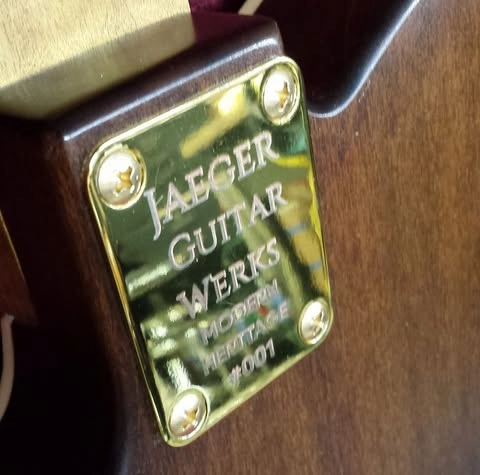 JAEGER
GUITAR
WERKS
MODERN
HERITAGE
#001